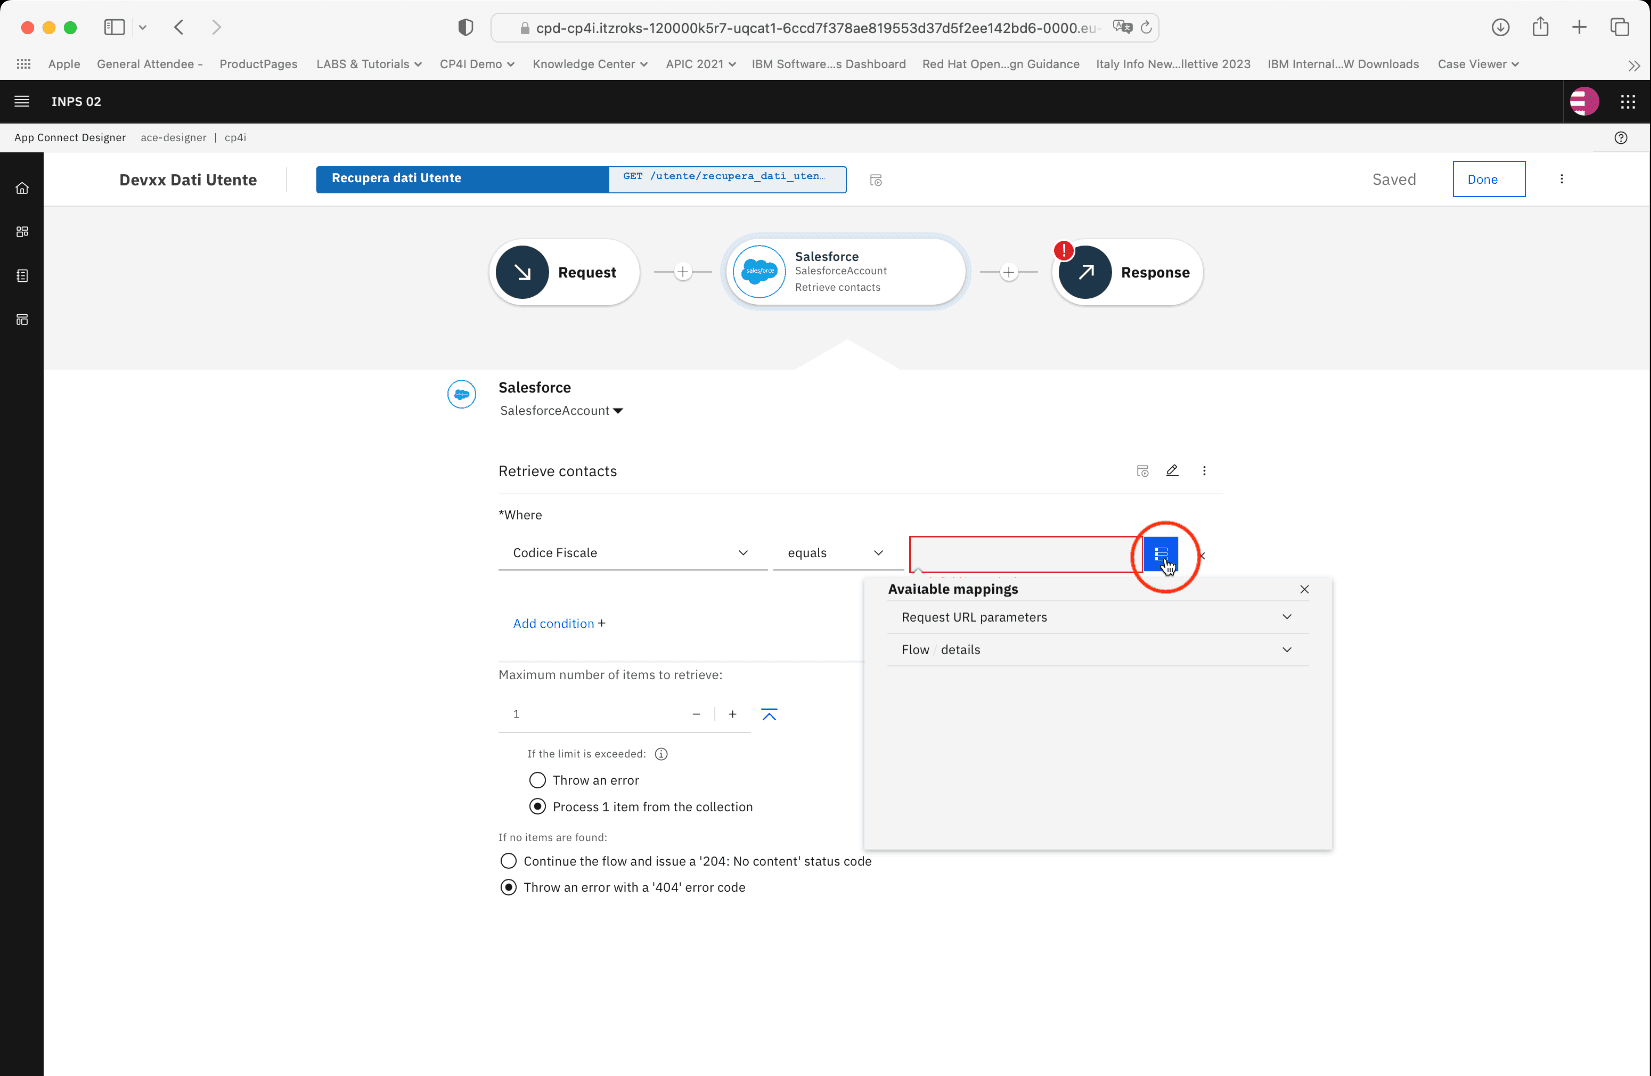 cpd-cp4i.itzroks-120000k5r7-uqcat1-6ccd7f378ae819553d37d5f2ee142bd6-0000.eu-
Apple General Attendee - ProductPages LABS & Tutorials CP4I Demo Knowledge Center APIC 2021 IBM Software...s Dashboard Red Hat Open...gn Guidance Italy Info New...llettive 2023 IBM Internal...W Downloads Case Viewer
INPS 02
App Connect Designer ace-designer | cp4i
Devxx Dati Utente
Recupera dati Utente
GET /utente/recupera_dati_uten...
Saved
Done
Request
salesforce
Salesforce
SalesforceAccount
Retrieve contacts
!
Response
Salesforce
SalesforceAccount
Retrieve contacts
*Where
Codice Fiscale
equals
Available mappings
Request URL parameters
Flow details
Add condition +
Maximum number of items to retrieve:
1
If the limit is exceeded:
Throw an error
Process 1 item from the collection
If no items are found:
Continue the flow and issue a '204: No content' status code
Throw an error with a '404' error code